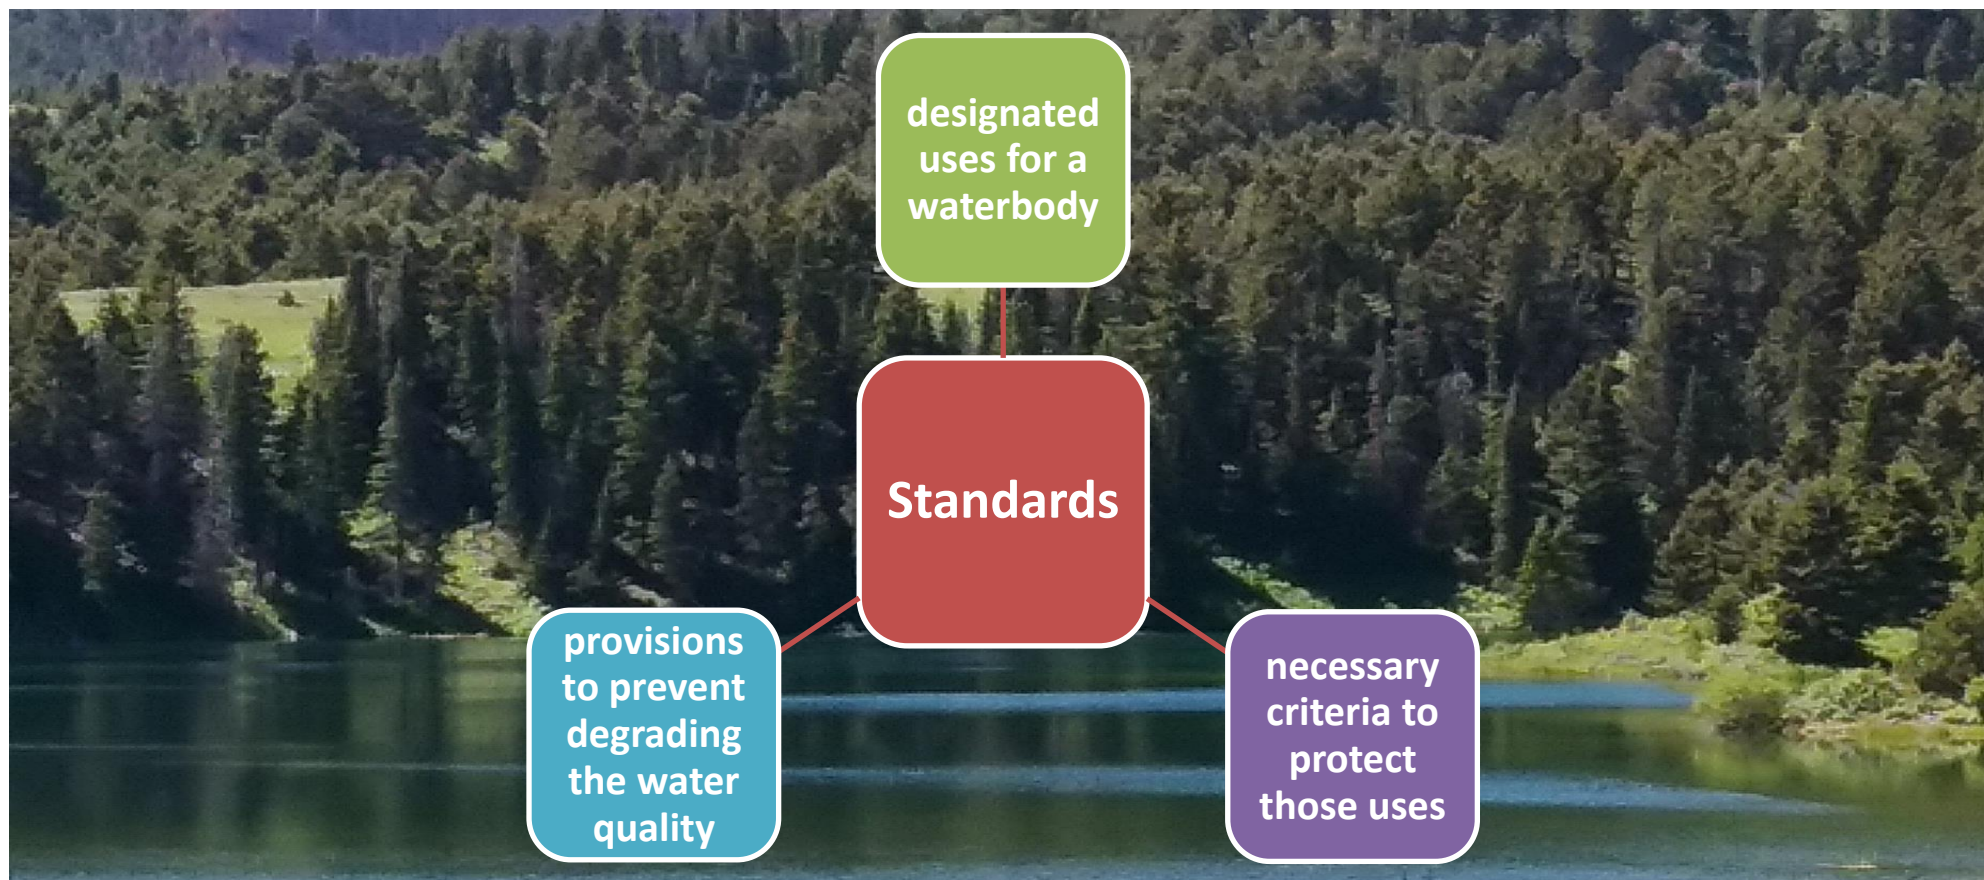 designated
uses for a
waterbody
Standards
provisions
to prevent
degrading
the water
quality
necessary
criteria to
protect
those uses